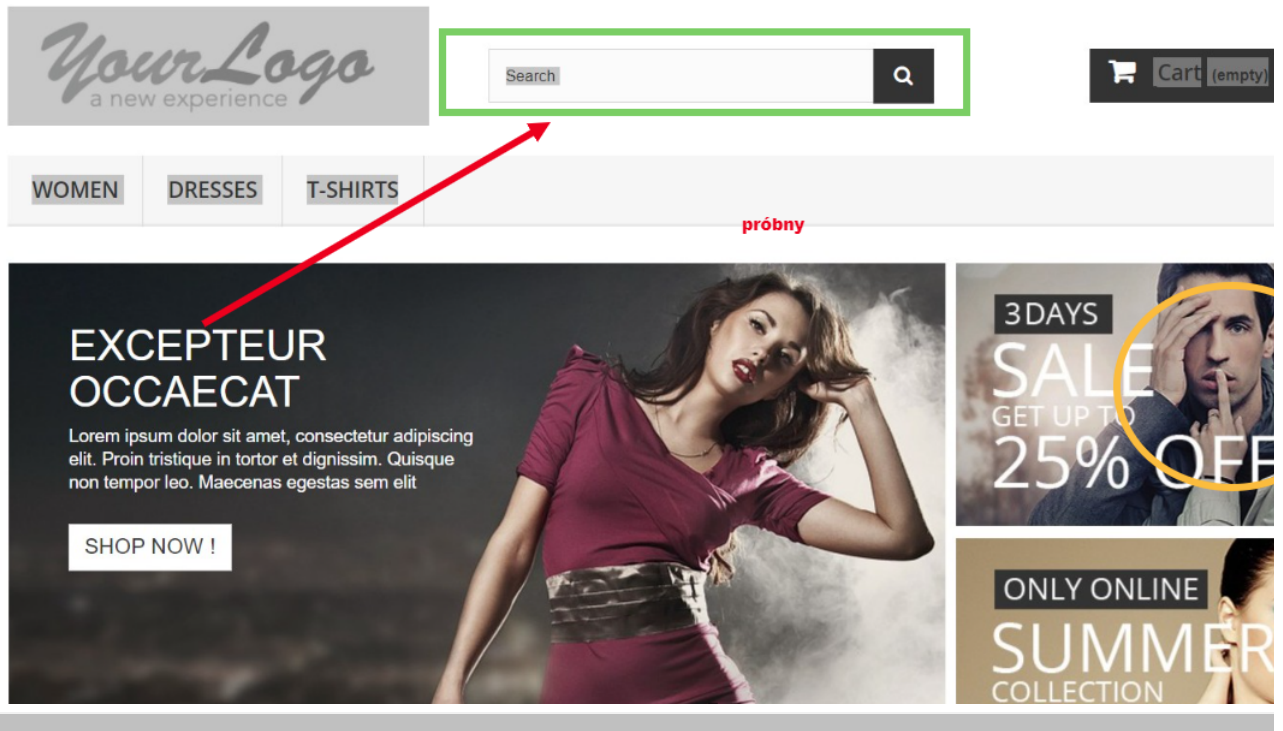 YourLogo
a new experience
Search
Cart (empty)
WOMEN DRESSES T-SHIRTS
próbny
EXCEPTEUR
OCCAECAT
Lorem ipsum dolor sit amet, consectetur adipiscing
elit. Proin tristique in tortor et dignissim. Quisque
non tempor leo. Maecenas egestas sem elit
SHOP NOW !
3 DAYS
SALE
GET UP TO
25% OFF
ONLY ONLINE
SUMMER
COLLECTION